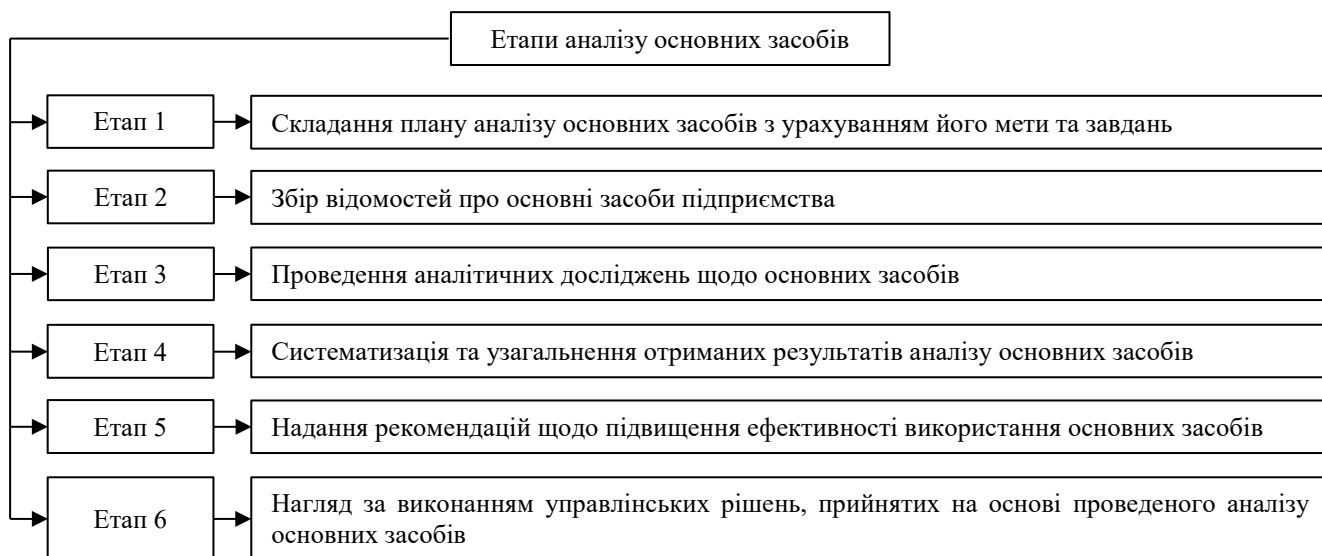 Етапи аналізу основних засобів
Етап 1
Складання плану аналізу основних засобів з урахуванням його мети та завдань
Етап 2
Збір відомостей про основні засоби підприємства
Етап 3
Проведення аналітичних досліджень щодо основних засобів
Етап 4
Систематизація та узагальнення отриманих результатів аналізу основних засобів
Етап 5
Надання рекомендацій щодо підвищення ефективності використання основних засобів
Етап 6
Нагляд за виконанням управлінських рішень, прийнятих на основі проведеного аналізу
основних засобів